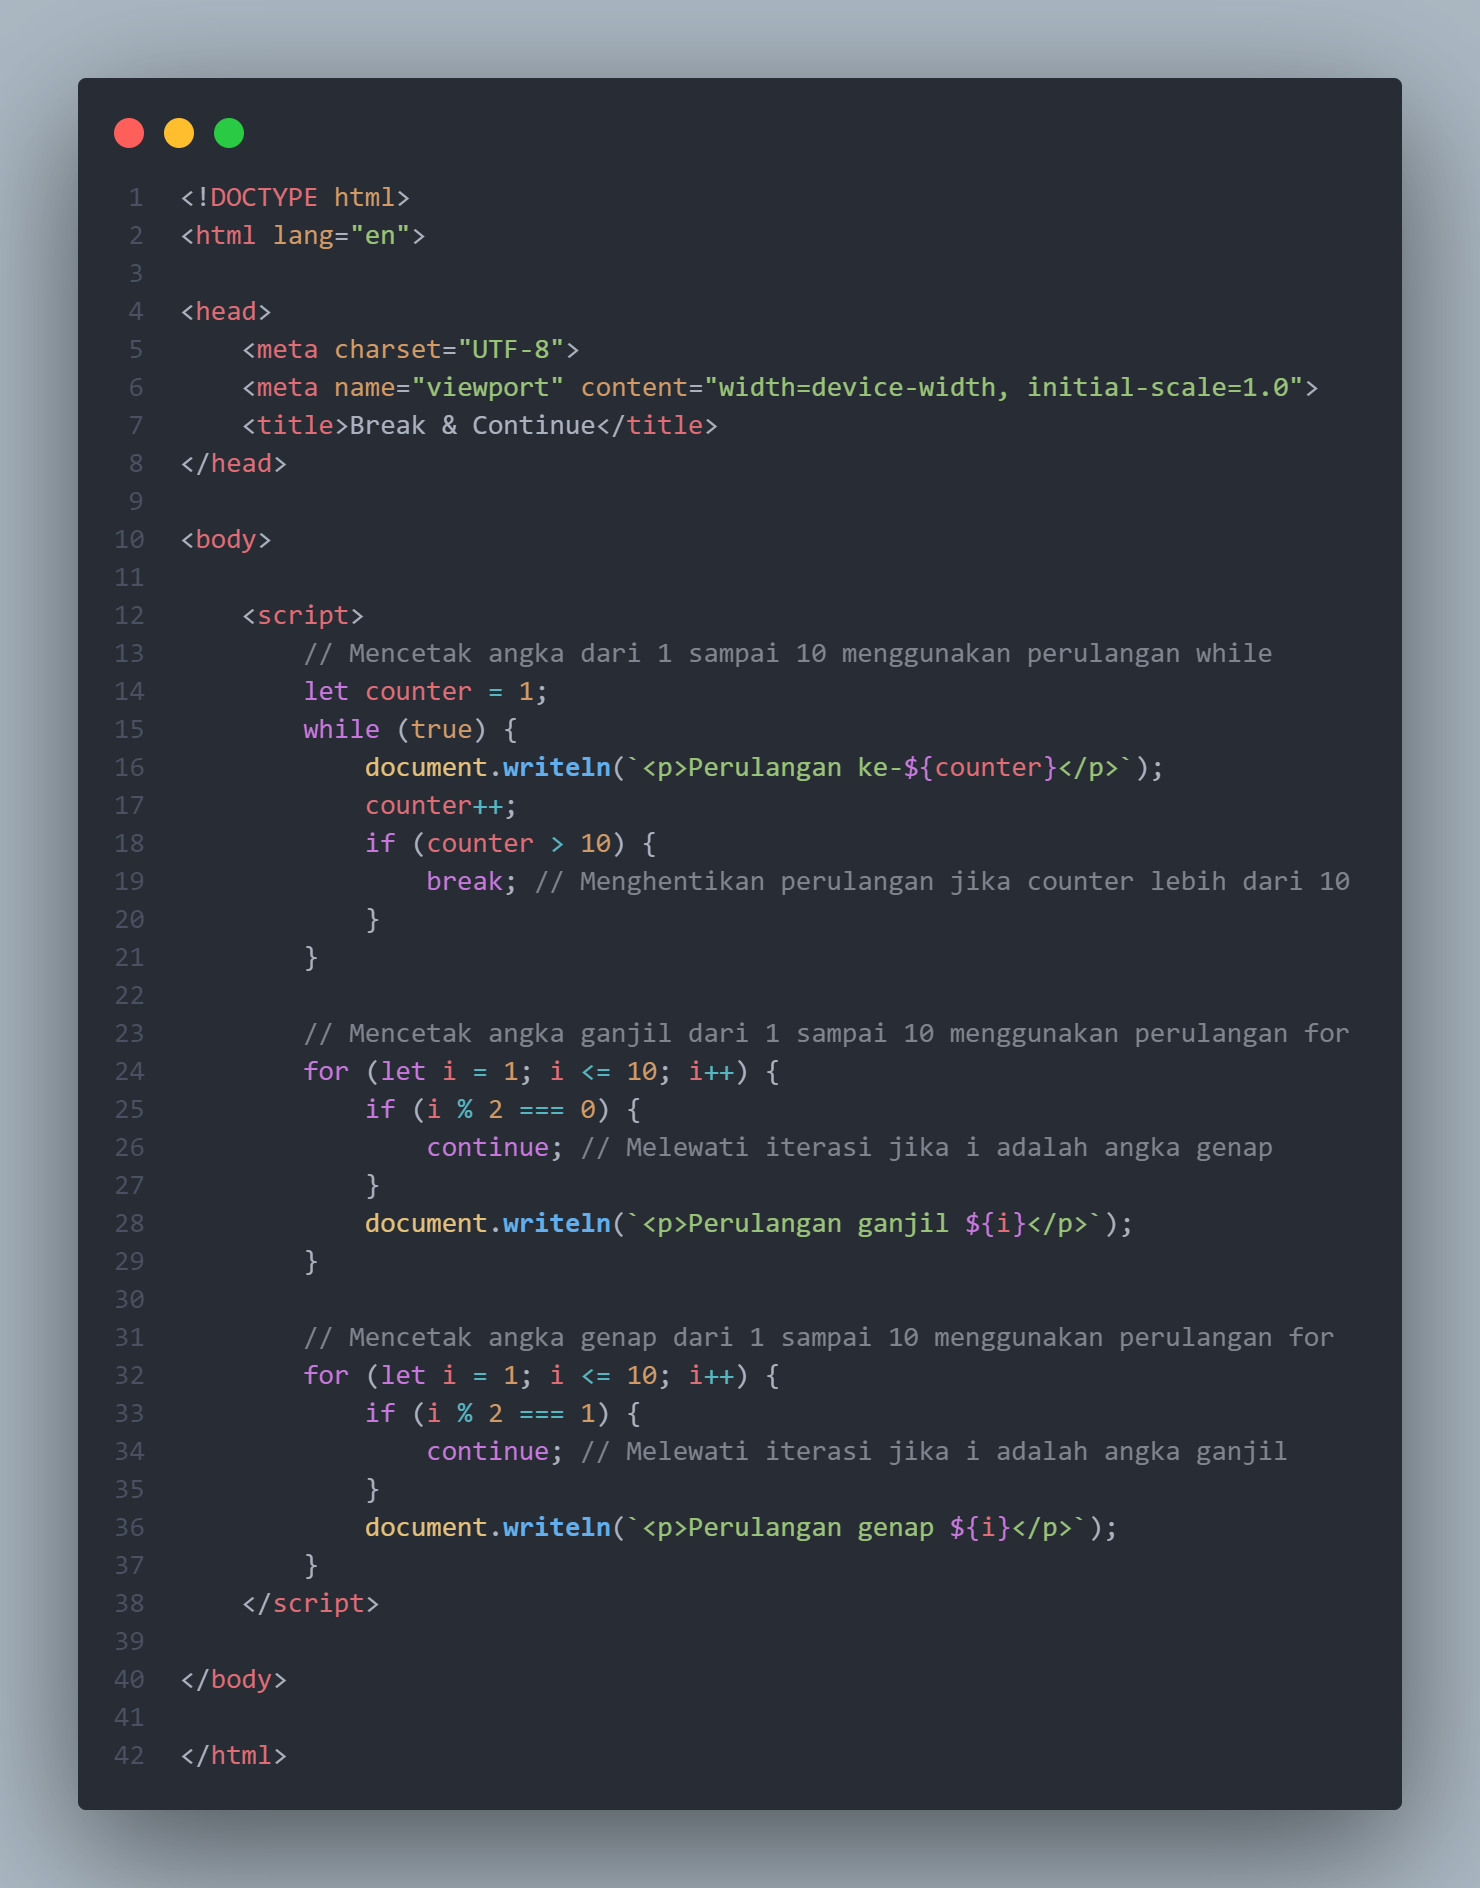 1 <!DOCTYPE html>
2 <html lang="en">
3
4 <head>
5     <meta charset="UTF-8">
6     <meta name="viewport" content="width=device-width, initial-scale=1.0">
7     <title>Break & Continue</title>
8 </head>
9
10 <body>
11
12     <script>
13         // Mencetak angka dari 1 sampai 10 menggunakan perulangan while
14         let counter = 1;
15         while (true) {
16             document.writeln(`<p>Perulangan ke-${counter}</p>`);
17             counter++;
18             if (counter > 10) {
19                 break; // Menghentikan perulangan jika counter lebih dari 10
20             }
21         }
22
23         // Mencetak angka ganjil dari 1 sampai 10 menggunakan perulangan for
24         for (let i = 1; i <= 10; i++) {
25             if (i % 2 === 0) {
26                 continue; // Melewati iterasi jika i adalah angka genap
27             }
28             document.writeln(`<p>Perulangan ganjil ${i}</p>`);
29         }
30
31         // Mencetak angka genap dari 1 sampai 10 menggunakan perulangan for
32         for (let i = 1; i <= 10; i++) {
33             if (i % 2 === 1) {
34                 continue; // Melewati iterasi jika i adalah angka ganjil
35             }
36             document.writeln(`<p>Perulangan genap ${i}</p>`);
37         }
38     </script>
39
40 </body>
41
42 </html>